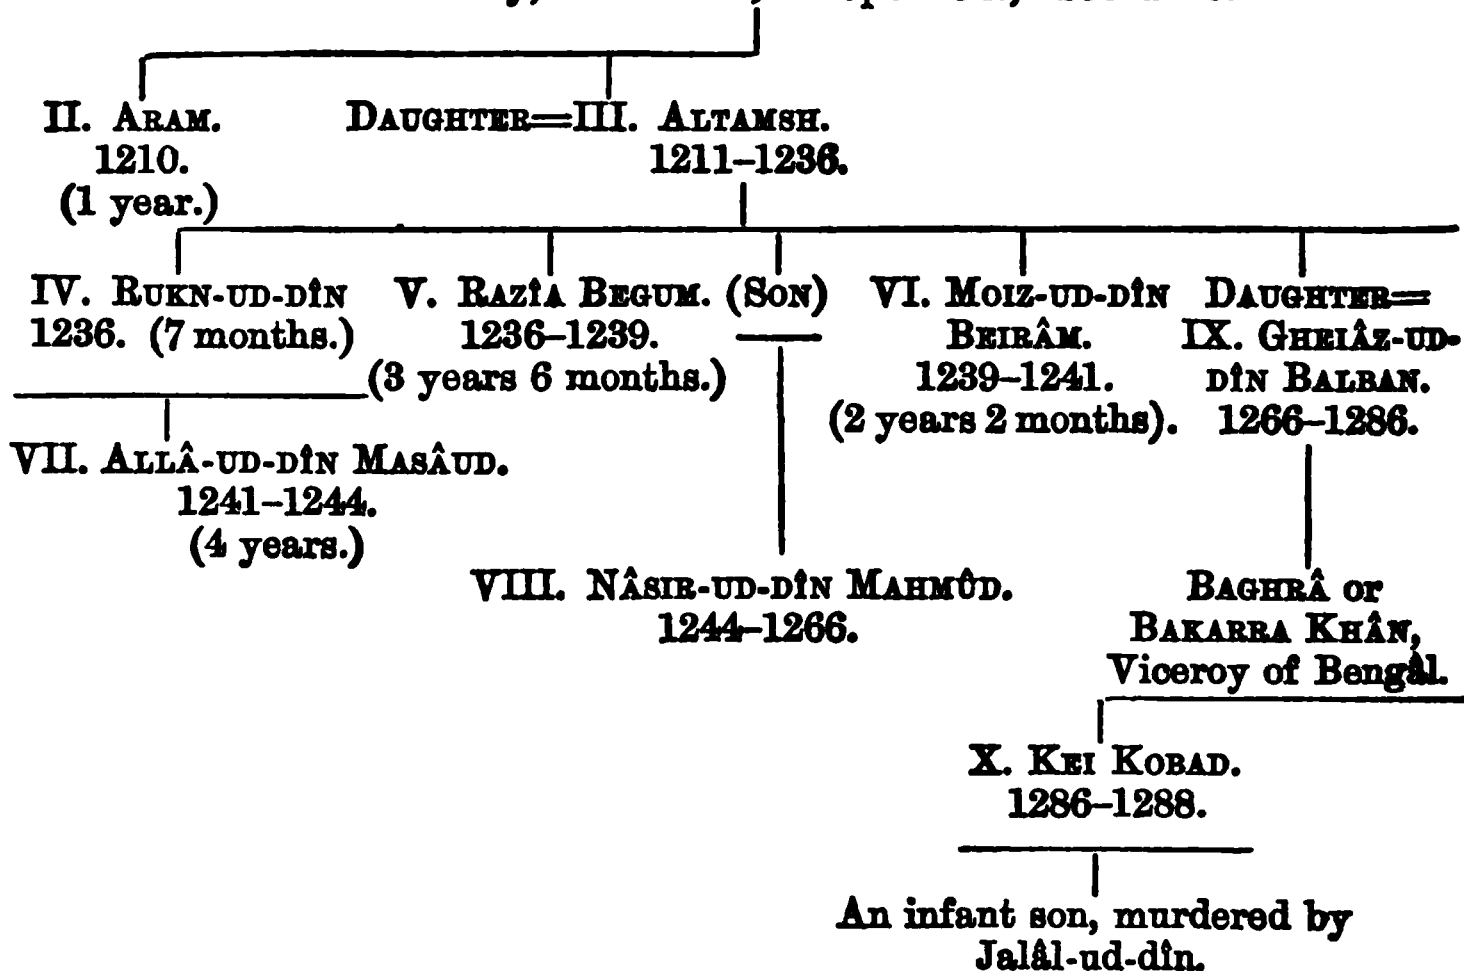 II. ARAM.
1210.
(1 year.)
DAUGHTER=III. ALTAMSH.
1211–1236.
IV. RUKN-UD-DÎN
1236. (7 months.)
V. RAZÎA BEGUM.
1236–1239.
(3 years 6 months.)
(SON)
VI. MOIZ-UD-DÎN
BEIRÂM.
1239–1241.
(2 years 2 months).
DAUGHTER=
IX. GHEIÂZ-UD-
DÎN BALBAN.
1266–1286.
VII. ALLÂ-UD-DÎN MASÂUD.
1241–1244.
(4 years.)
VIII. NÂSIR-UD-DÎN MAHMÛD.
1244–1266.
BAGHRÂ or
BAKARRA KHÂN,
Viceroy of Bengâl.
X. KEI KOBAD.
1286–1288.
An infant son, murdered by
Jalâl-ud-dîn.